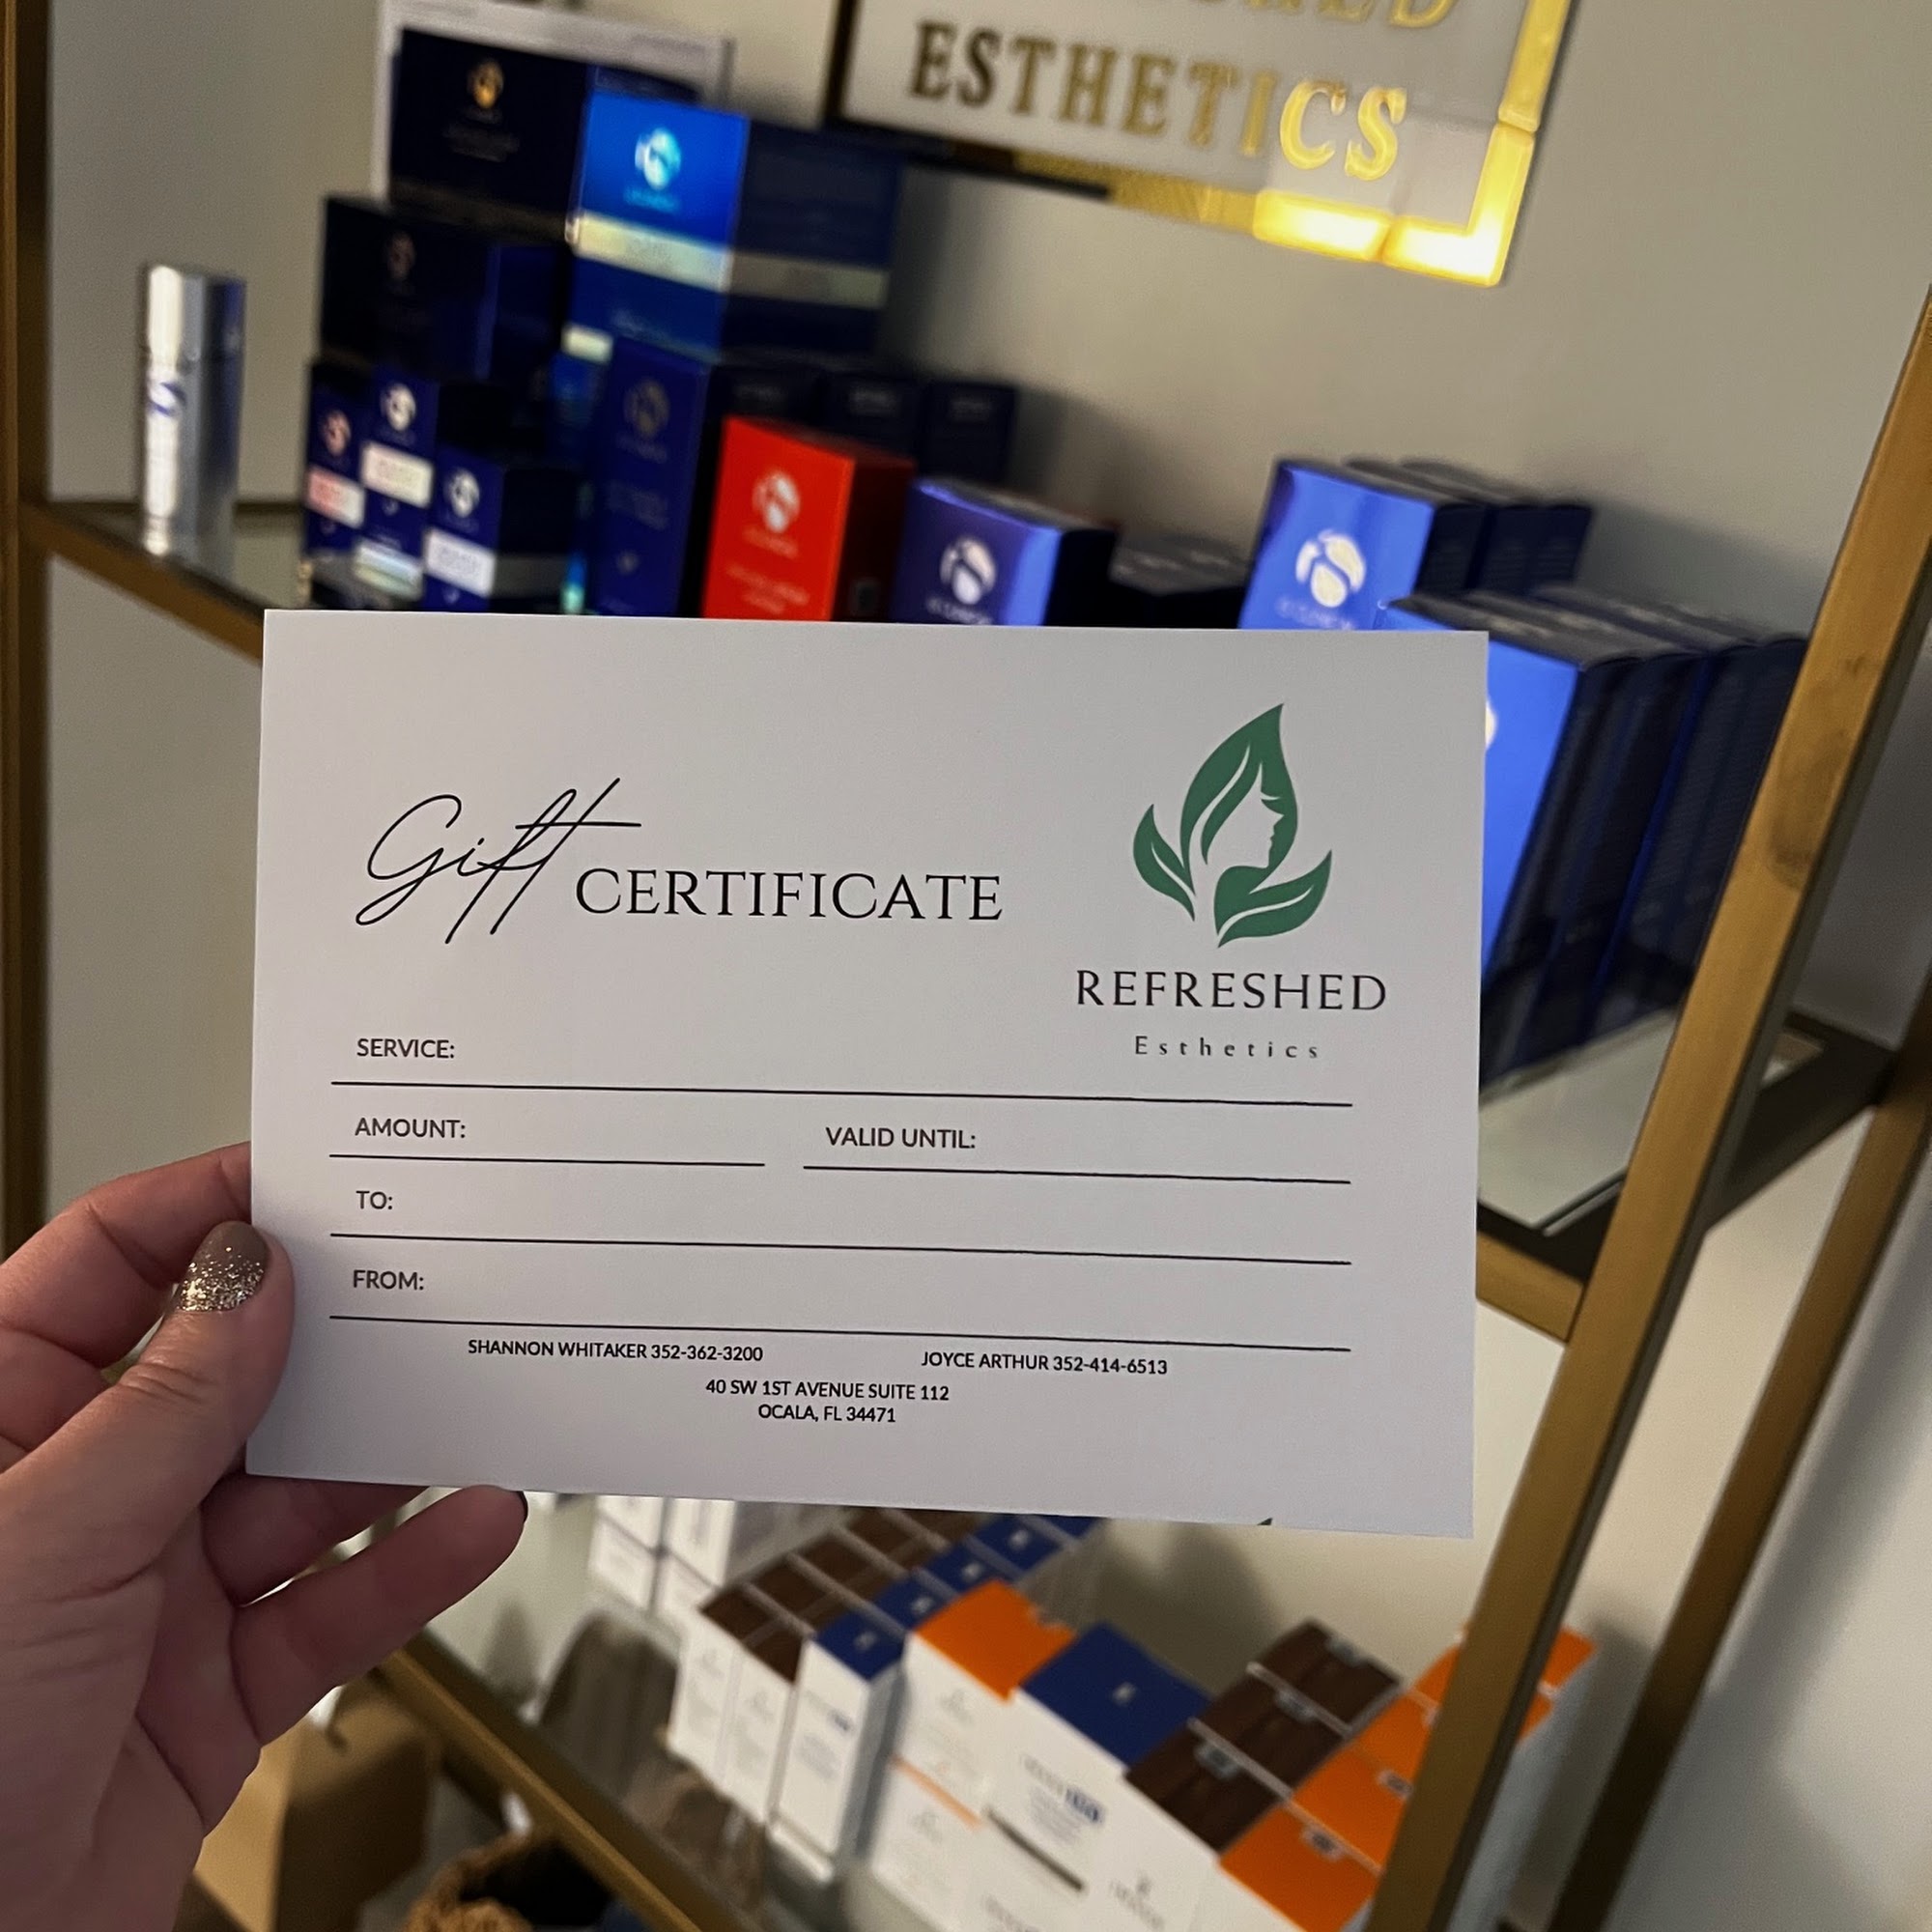 ESTHETICS
Gift CERTIFICATE
REFRESHED
Esthetics
SERVICE:
AMOUNT: VALID UNTIL:
TO:
FROM:
SHANNON WHITAKER 352-362-3200 JOYCE ARTHUR 352-414-6513
40 SW 1ST AVENUE SUITE 112
OCALA, FL 34471